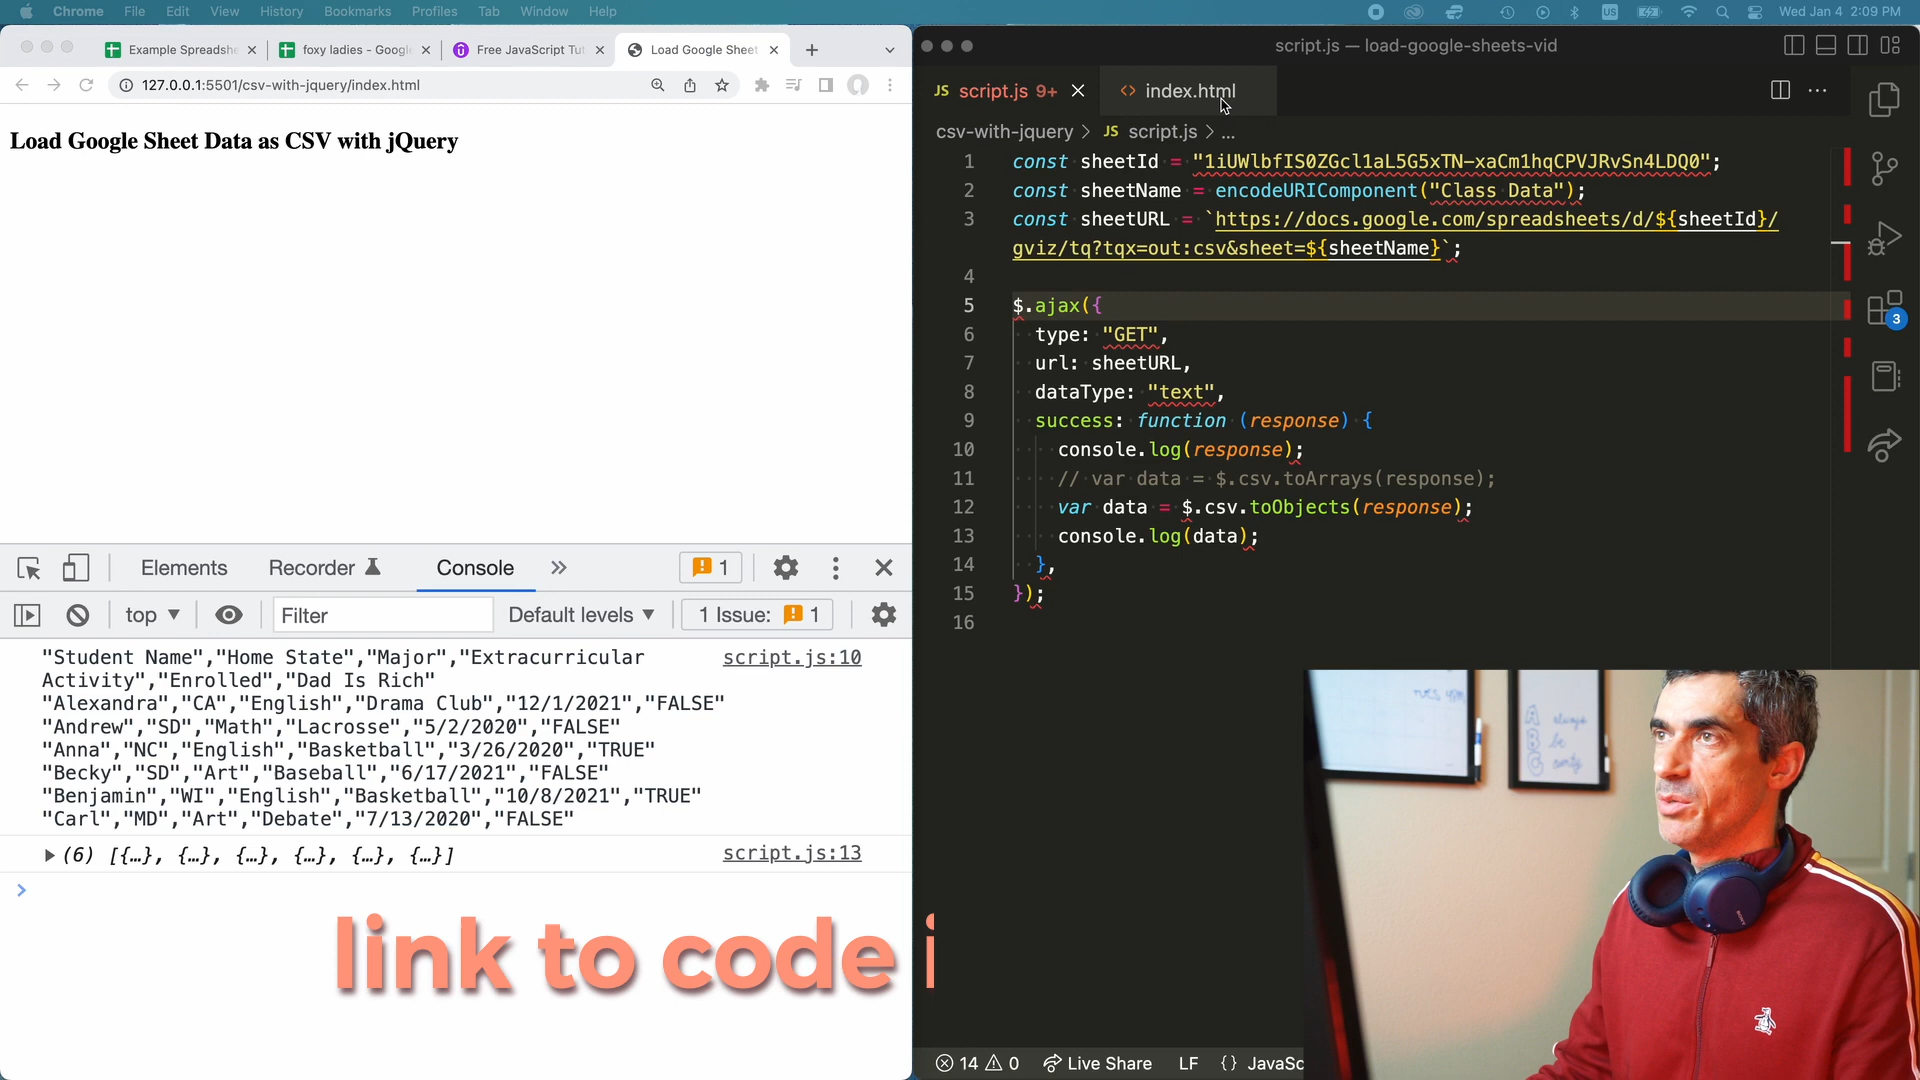 Chrome File Edit View History Bookmarks Profiles Tab Window Help
US Wed Jan 4 2:09 PM
Example Spreadshe
foxy ladies - Google
Free JavaScript Tut
Load Google Sheet
127.0.0.1:5501/csv-with-jquery/index.html
Load Google Sheet Data as CSV with jQuery
Elements Recorder Console 1
top Filter Default levels 1 Issue: 1
"Student Name","Home State","Major","Extracurricular script.js:10
Activity","Enrolled","Dad Is Rich"
"Alexandra","CA","English","Drama Club","12/1/2021","FALSE"
"Andrew","SD","Math","Lacrosse","5/2/2020","FALSE"
"Anna","NC","English","Basketball","3/26/2020","TRUE"
"Becky","SD","Art","Baseball","6/17/2021","FALSE"
"Benjamin","WI","English","Basketball","10/8/2021","TRUE"
"Carl","MD","Art","Debate","7/13/2020","FALSE"
(6) [{…}, {…}, {…}, {…}, {…}, {…}] script.js:13
link to code i
script.js — load-google-sheets-vid
JS script.js 9+ <> index.html
csv-with-jquery > JS script.js > ...
1 const sheetId = "1iUWlbfIS0ZGcl1aL5G5xTN-xaCm1hqCPVJRvSn4LDQ0";
2 const sheetName = encodeURIComponent("Class Data");
3 const sheetURL = `https://docs.google.com/spreadsheets/d/${sheetId}/
gviz/tq?tqx=out:csv&sheet=${sheetName}`;
4
5 $.ajax({
6 type: "GET",
7 url: sheetURL,
8 dataType: "text",
9 success: function (response) {
10 console.log(response);
11 // var data = $.csv.toArrays(response);
12 var data = $.csv.toObjects(response);
13 console.log(data);
14 },
15 });
16
3
always
be
14 0 Live Share LF {} JavaSc